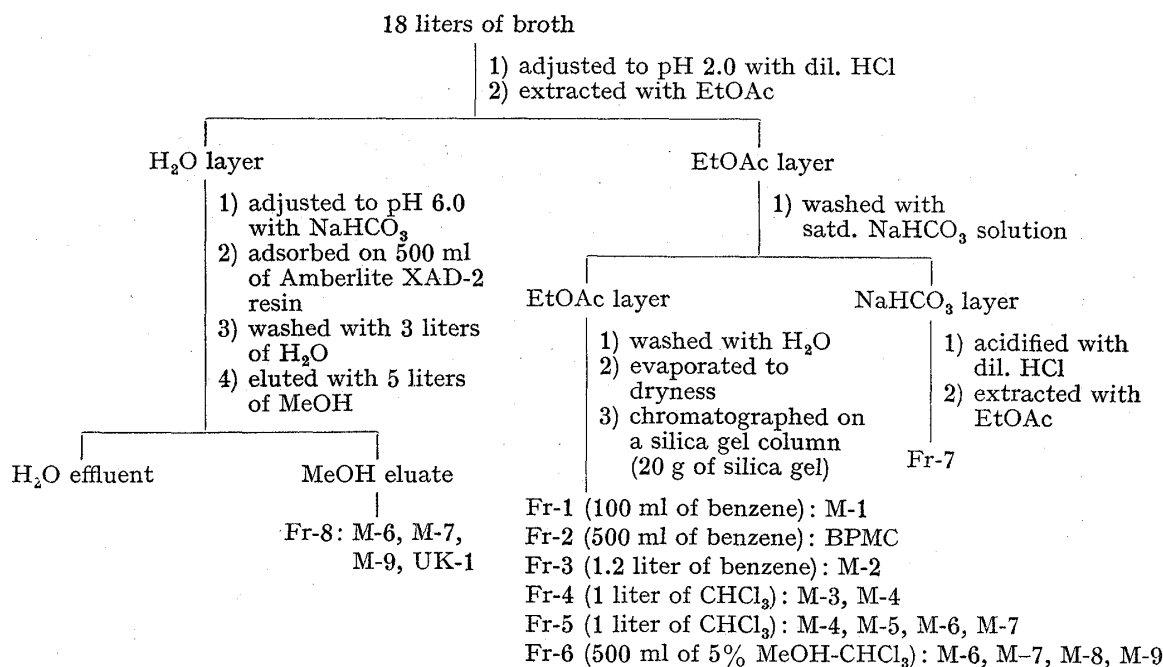 18 liters of broth
1) adjusted to pH 2.0 with dil. HCl
2) extracted with EtOAc
H₂O layer
1) adjusted to pH 6.0
with NaHCO₃
2) adsorbed on 500 ml
of Amberlite XAD-2
resin
3) washed with 3 liters
of H₂O
4) eluted with 5 liters
of MeOH
H₂O effluent
MeOH eluate
Fr-8: M-6, M-7,
M-9, UK-1
EtOAc layer
1) washed with
satd. NaHCO₃ solution
EtOAc layer
1) washed with H₂O
2) evaporated to
dryness
3) chromatographed on
a silica gel column
(20 g of silica gel)
NaHCO₃ layer
1) acidified with
dil. HCl
2) extracted with
EtOAc
Fr-7
Fr-1 (100 ml of benzene): M-1
Fr-2 (500 ml of benzene): BPMC
Fr-3 (1.2 liter of benzene): M-2
Fr-4 (1 liter of CHCl₃): M-3, M-4
Fr-5 (1 liter of CHCl₃): M-4, M-5, M-6, M-7
Fr-6 (500 ml of 5% MeOH-CHCl₃): M-6, M–7, M-8, M-9